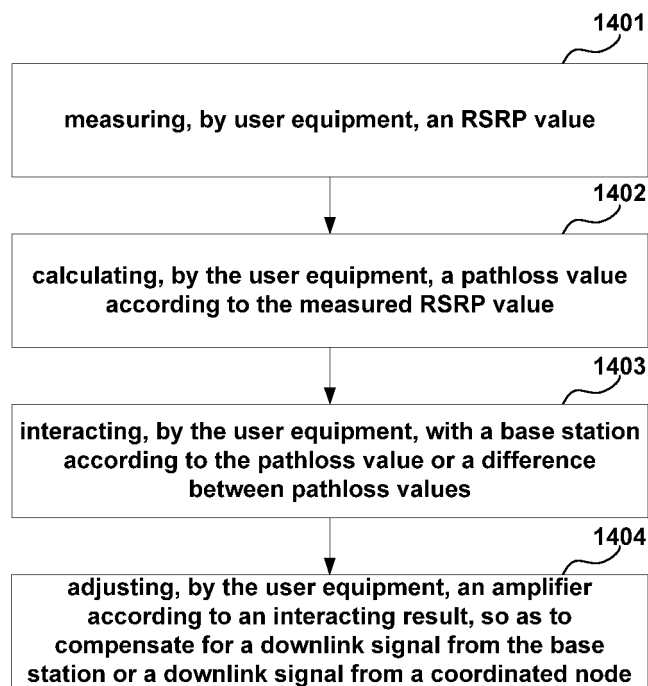 1401
measuring, by user equipment, an RSRP value
1402
calculating, by the user equipment, a pathloss value
according to the measured RSRP value
1403
interacting, by the user equipment, with a base station
according to the pathloss value or a difference
between pathloss values
1404
adjusting, by the user equipment, an amplifier
according to an interacting result, so as to
compensate for a downlink signal from the base
station or a downlink signal from a coordinated node